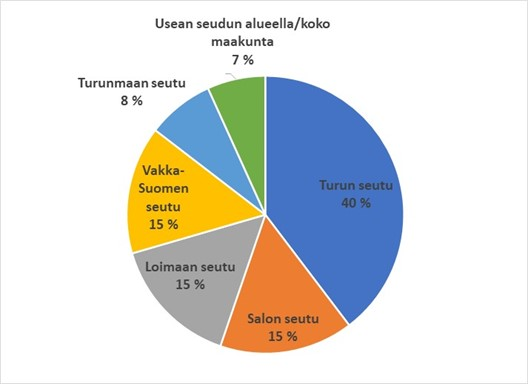 Usean seudun alueella/koko
maakunta
7 %
Turunmaan seutu
8 %
Vakka-
Suomen
seutu
15 %
Turun seutu
40 %
Loimaan seutu
15 %
Salon seutu
15 %